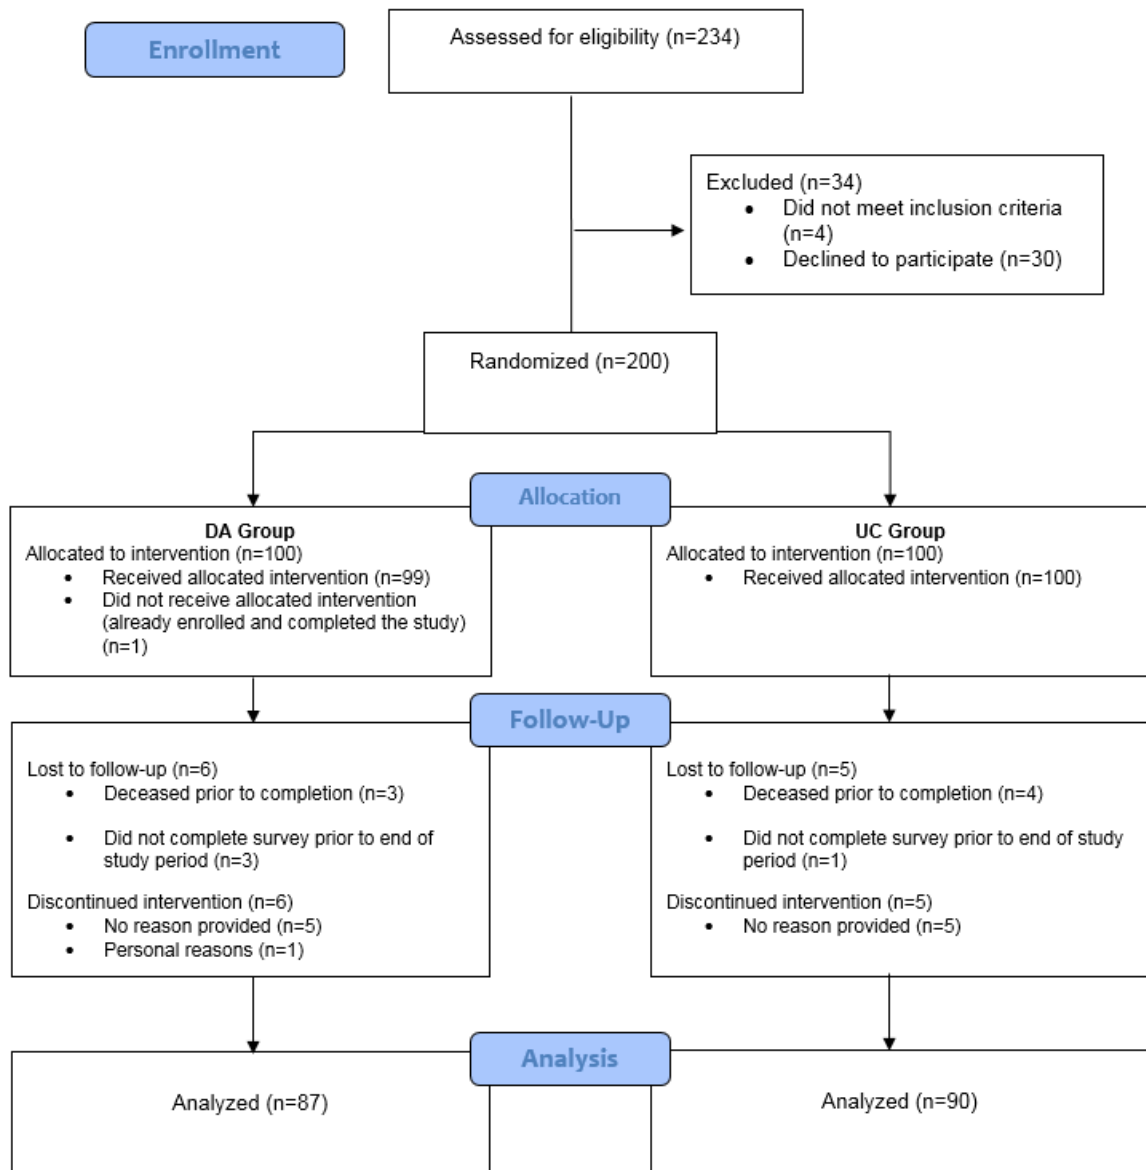 Enrollment
Assessed for eligibility (n=234)
Excluded (n=34)
• Did not meet inclusion criteria
(n=4)
• Declined to participate (n=30)
Randomized (n=200)
Allocation
DA Group
Allocated to intervention (n=100)
• Received allocated intervention (n=99)
• Did not receive allocated intervention
(already enrolled and completed the study)
(n=1)
UC Group
Allocated to intervention (n=100)
• Received allocated intervention (n=100)
Follow-Up
Lost to follow-up (n=6)
• Deceased prior to completion (n=3)
• Did not complete survey prior to end of
study period (n=3)
Discontinued intervention (n=6)
• No reason provided (n=5)
• Personal reasons (n=1)
Lost to follow-up (n=5)
• Deceased prior to completion (n=4)
• Did not complete survey prior to end of study
period (n=1)
Discontinued intervention (n=5)
• No reason provided (n=5)
Analysis
Analyzed (n=87)
Analyzed (n=90)